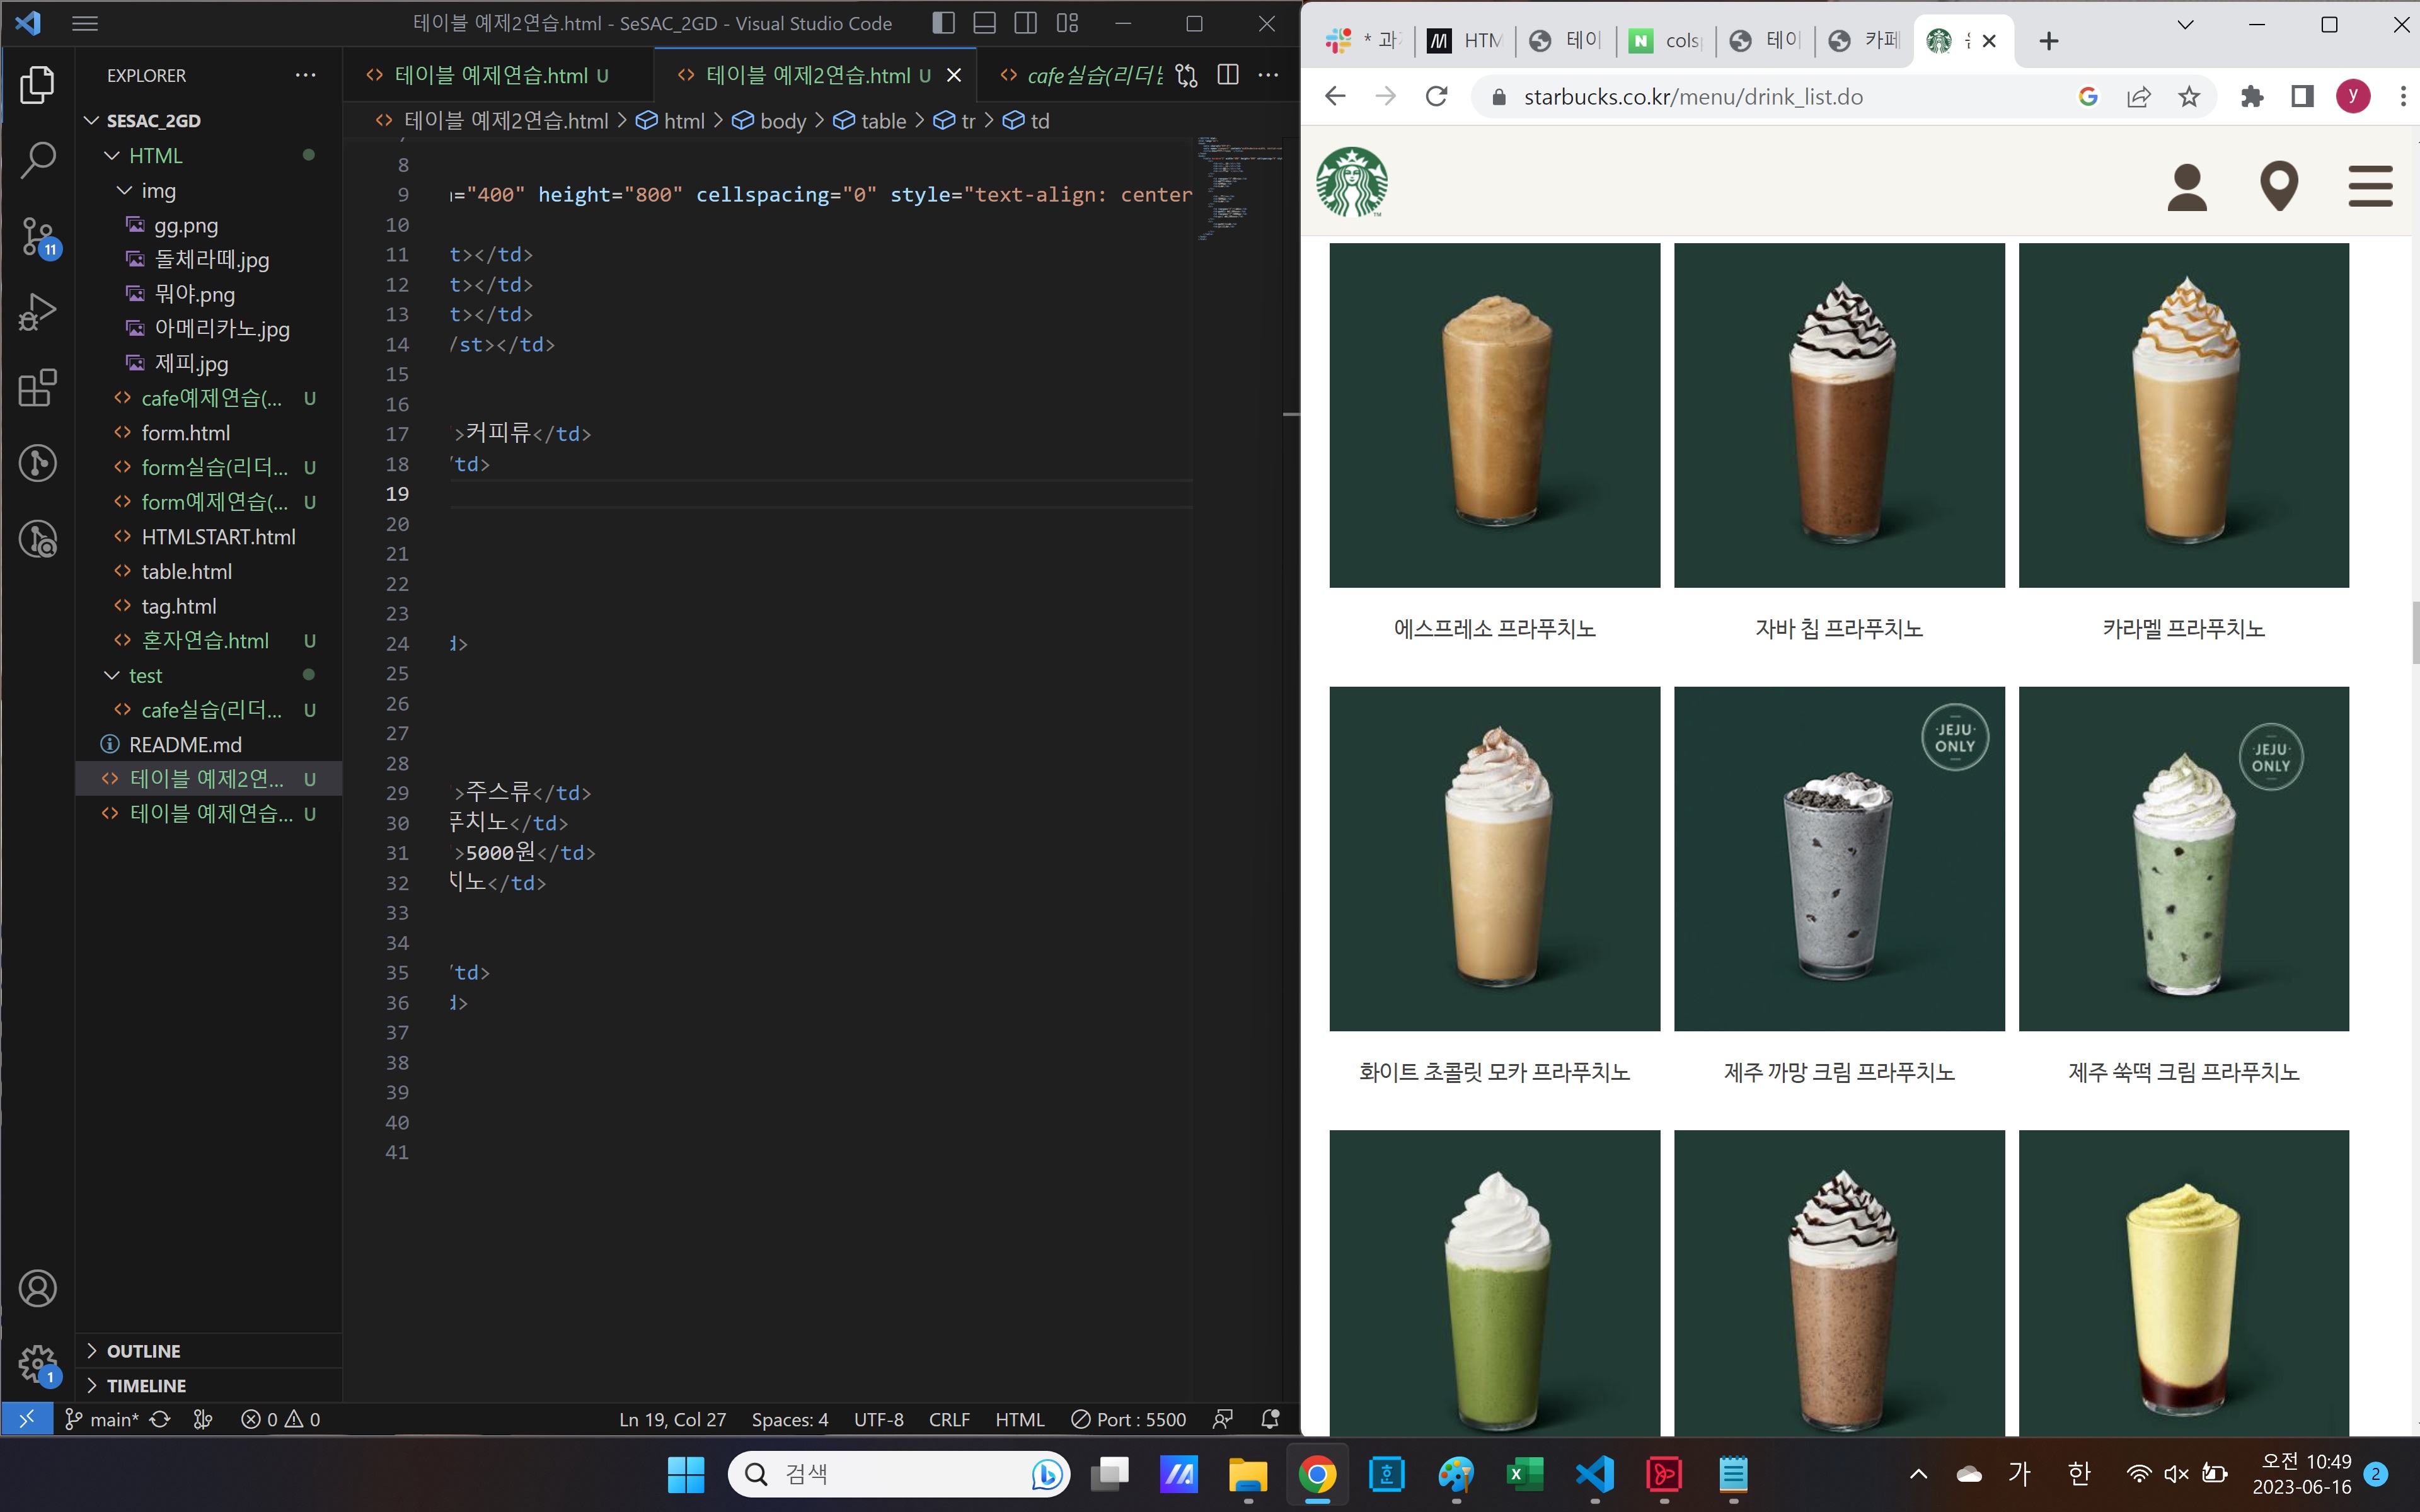 테이블 예제2연습.html - SeSAC_2GD - Visual Studio Code
EXPLORER
SESAC_2GD
HTML
img
gg.png
돌체라떼.jpg
뭐야.png
아메리카노.jpg
제피.jpg
cafe예제연습(... U
form.html
form실습(리더... U
form예제연습(... U
HTMLSTART.html
table.html
tag.html
혼자연습.html U
test
cafe실습(리더... U
README.md
테이블 예제2연... U
테이블 예제연습... U
OUTLINE
TIMELINE
11
1
테이블 예제연습.html U
테이블 예제2연습.html U
cafe실습(리더
테이블 예제2연습.html > html > body > table > tr > td
8
9 ="400" height="800" cellspacing="0" style="text-align: center
10
11 t></td>
12 t></td>
13 t></td>
14 /st></td>
15
16
17 >커피류</td>
18 /td>
19
20
21
22
23
24 d>
25
26
27
28
29 >주스류</td>
30 푸치노</td>
31 >5000원</td>
32 치노</td>
33
34
35 /td>
36 d>
37
38
39
40
41
main* 0 0
Ln 19, Col 27 Spaces: 4 UTF-8 CRLF HTML Port : 5500
* 과 HTM 테이 cols 테이 카페
starbucks.co.kr/menu/drink_list.do
y
에스프레소 프라푸치노
자바 칩 프라푸치노
카라멜 프라푸치노
·JEJU·
ONLY
·JEJU·
ONLY
화이트 초콜릿 모카 프라푸치노
제주 까망 크림 프라푸치노
제주 쑥떡 크림 프라푸치노
검색
가 한
오전 10:49
2023-06-16
2